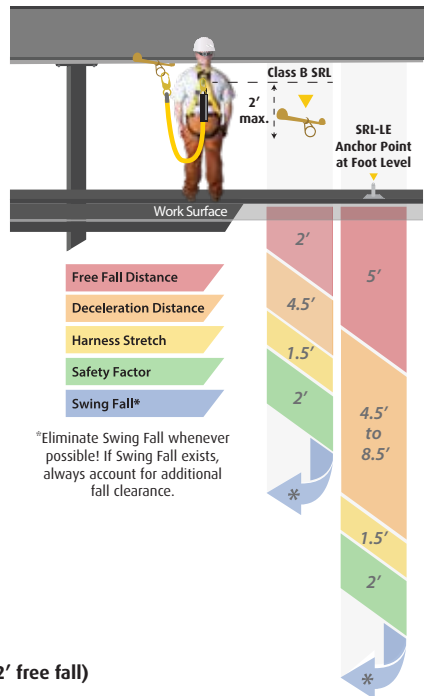 Class B SRL
2′
max.
SRL-LE
Anchor Point
at Foot Level
Work Surface
2′
5′
Free Fall Distance
Deceleration Distance
4.5′
Harness Stretch
1.5′
Safety Factor
2′
Swing Fall*
4.5′
to
8.5′
*Eliminate Swing Fall whenever
possible! If Swing Fall exists,
always account for additional
fall clearance.
*
1.5′
2′
2′ free fall)
*